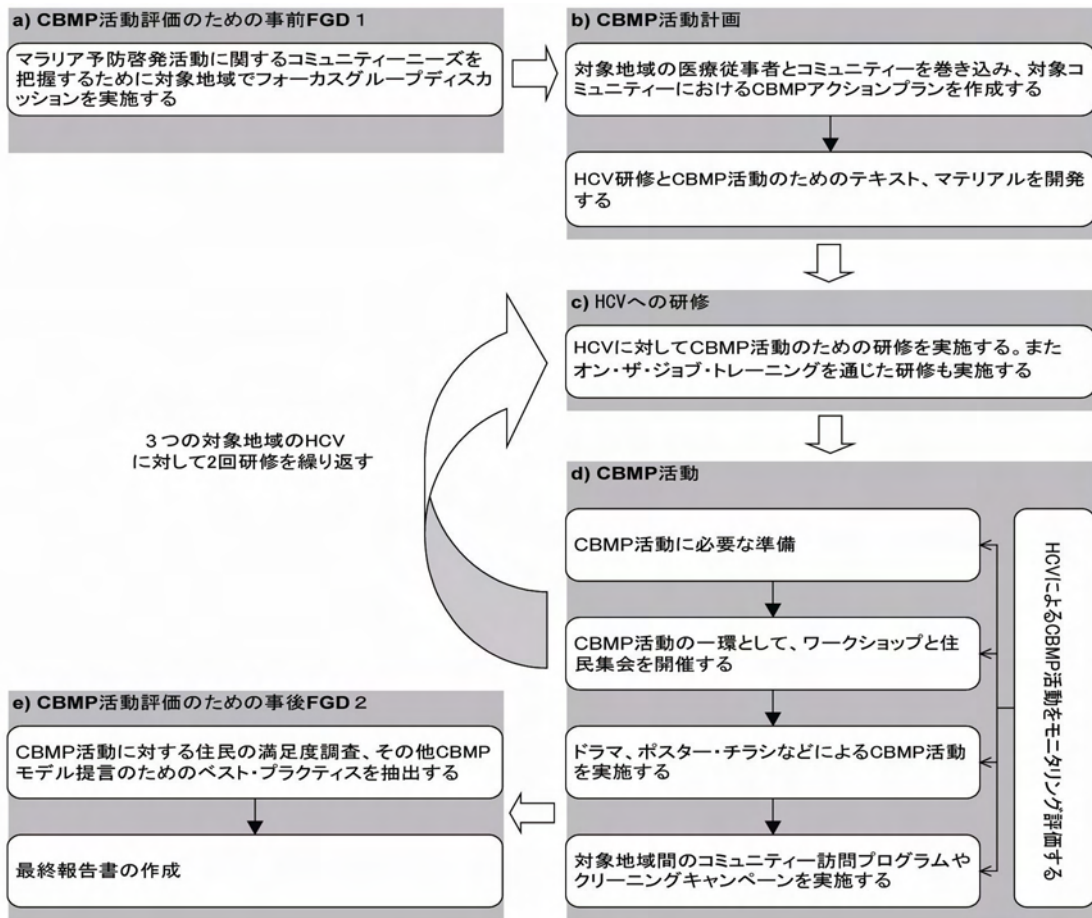 a) CBMP活動評価のための事前FGD 1
マラリア予防啓発活動に関するコミュニティーニーズを
把握するために対象地域でフォーカスグループディスカ
ッションを実施する
b) CBMP活動計画
対象地域の医療従事者とコミュニティーを巻き込み、対象コ
ミュニティーにおけるCBMPアクションプランを作成する
HCV研修とCBMP活動のためのテキスト、マテリアルを開発
する
c) HCVへの研修
HCVに対してCBMP活動のための研修を実施する。また
オン・ザ・ジョブ・トレーニングを通じた研修も実施する
3つの対象地域のHCV
に対して2回研修を繰り返す
d) CBMP活動
CBMP活動に必要な準備
CBMP活動の一環として、ワークショップと住
民集会を開催する
ドラマ、ポスター・チラシなどによるCBMP活動
を実施する
対象地域間のコミュニティー訪問プログラムや
クリーニングキャンペーンを実施する
HCVによるCBMP活動をモニタリング評価する
e) CBMP活動評価のための事後FGD 2
CBMP活動に対する住民の満足度調査、その他CBMP
モデル提言のためのベスト・プラクティスを抽出する
最終報告書の作成